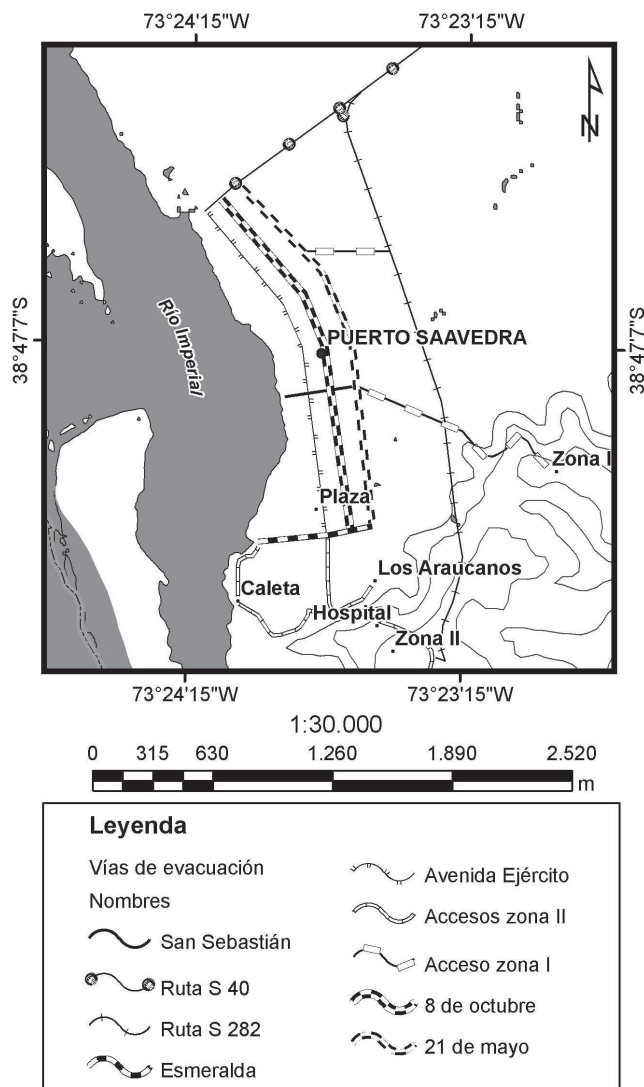 73°24'15"W 73°23'15"W
38°47'7"S
38°47'7"S
N
Río Imperial
PUERTO SAAVEDRA
Zona I
Plaza
Los Araucanos
Caleta
Hospital
Zona II
73°24'15"W 73°23'15"W
1:30.000
0 315 630 1.260 1.890 2.520
m
Leyenda
Vías de evacuación
Nombres
San Sebastián
Ruta S 40
Ruta S 282
Esmeralda
Avenida Ejército
Accesos zona II
Acceso zona I
8 de octubre
21 de mayo